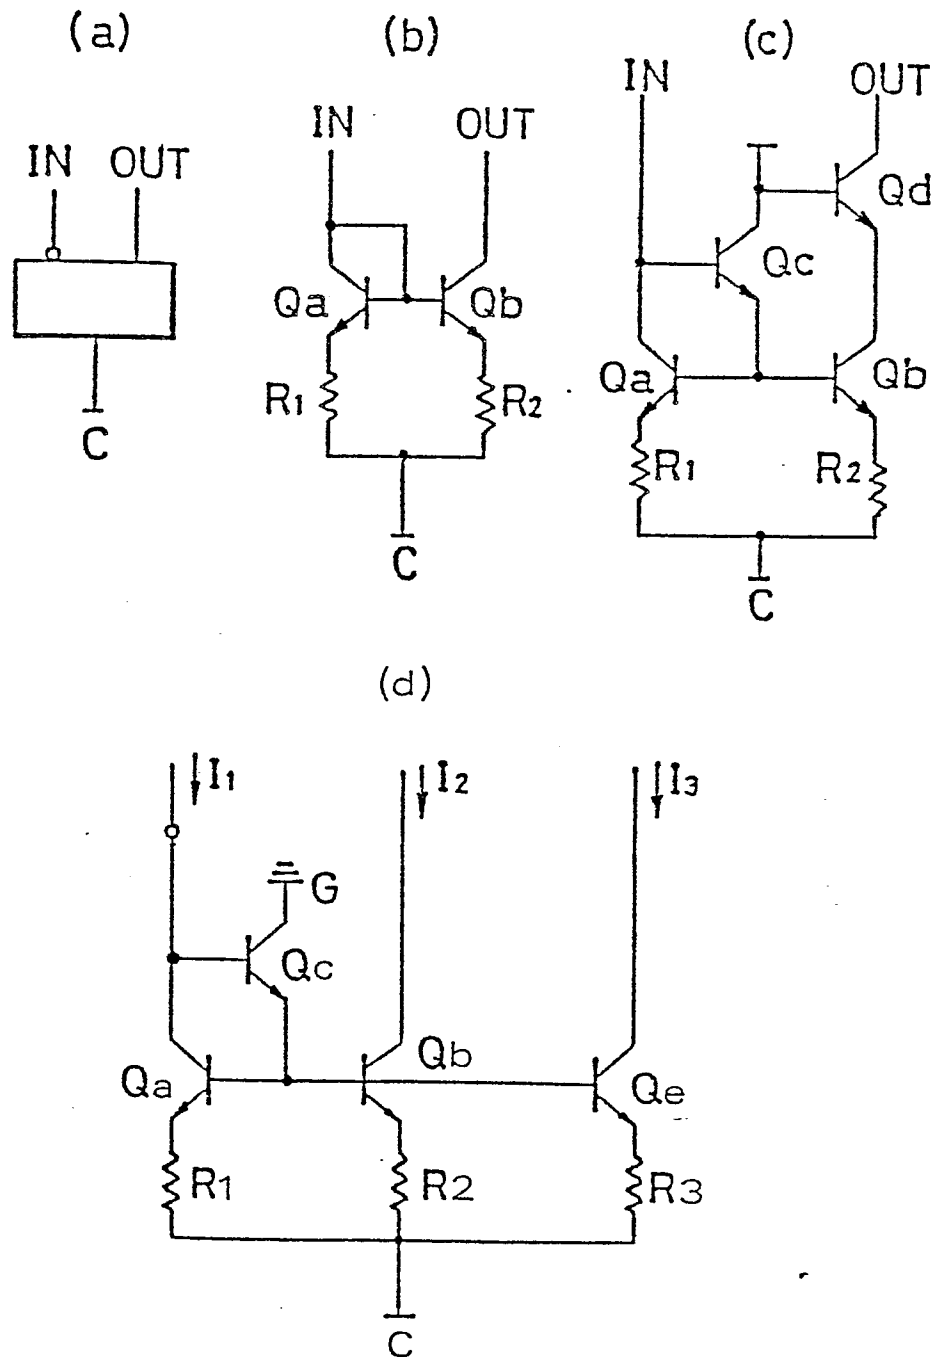 (a)
IN OUT
C
(b)
IN OUT
Qa Qb
R1 R2
C
(c)
IN OUT
Qd
Qc
Qa Qb
R1 R2
C
(d)
I1 I2 I3
G
Qc
Qb
Qa Qe
R1 R2 R3
C